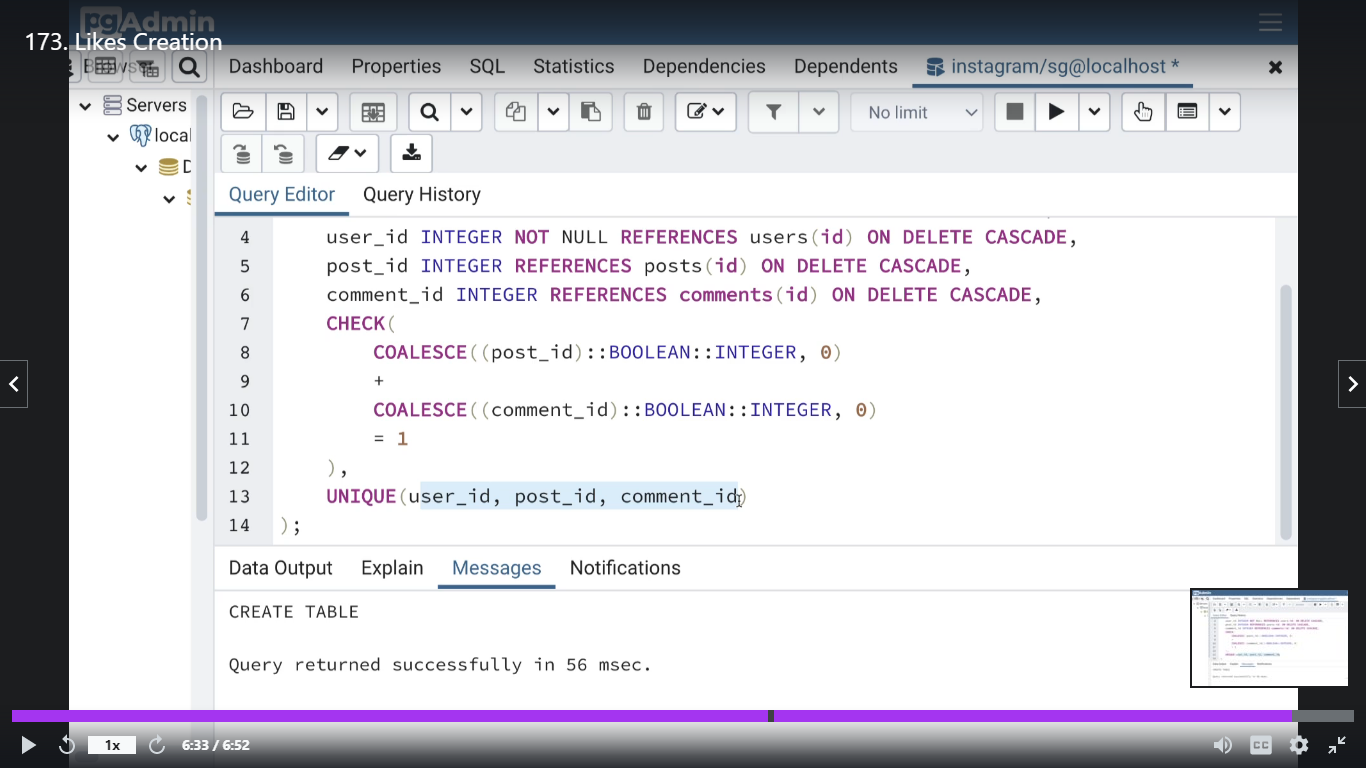 pgAdmin
173. Likes Creation
Browser
Dashboard Properties SQL Statistics Dependencies Dependents instagram/sg@localhost *
Servers
local
D
No limit
Query Editor Query History
4 user_id INTEGER NOT NULL REFERENCES users(id) ON DELETE CASCADE,
5 post_id INTEGER REFERENCES posts(id) ON DELETE CASCADE,
6 comment_id INTEGER REFERENCES comments(id) ON DELETE CASCADE,
7 CHECK(
8 COALESCE((post_id)::BOOLEAN::INTEGER, 0)
9 +
10 COALESCE((comment_id)::BOOLEAN::INTEGER, 0)
11 = 1
12 ),
13 UNIQUE(user_id, post_id, comment_id)
14 );
Data Output Explain Messages Notifications
CREATE TABLE
Query returned successfully in 56 msec.
1x 6:33 / 6:52 CC